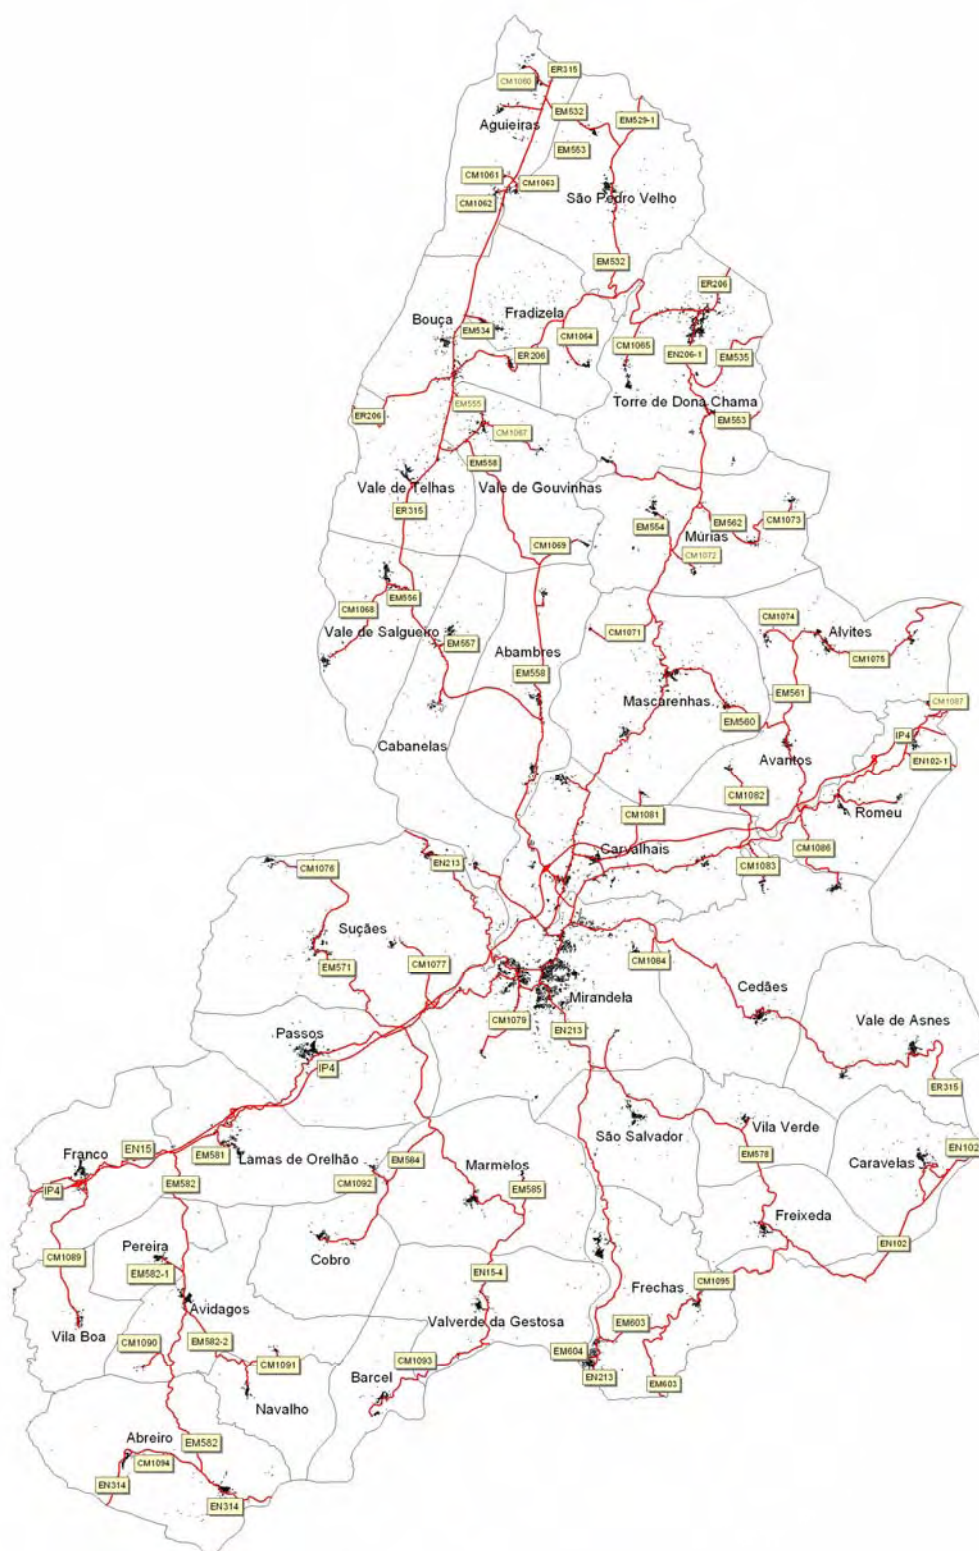 ER315
CM1060
EM532
EM529-1
Aguieiras
EM553
CM1061
CM1063
São Pedro Velho
CM1062
EM532
ER206
Fradizela
Bouça
EM534
CM1064
CM1065
ER206
EN206-1
EM535
Torre de Dona Chama
ER206
EM555
EM553
CM1067
EM558
Vale de Telhas
Vale de Gouvinhas
ER315
EM554
EM562
CM1073
Múrias
CM1069
CM1072
EM556
CM1068
CM1074
Vale de Salgueiro
EM557
CM1071
Alvites
Abambres
CM1075
EM558
EM561
Mascarenhas
CM1087
EM560
IP4
Cabanelas
Avantos
EN102-1
CM1082
Romeu
CM1081
Carvalhais
CM1086
EN213
CM1083
CM1076
Suçães
EM571
CM1077
CM1084
Cedães
Mirandela
CM1079
EN213
Vale de Asnes
Passos
IP4
ER315
São Salvador
Vila Verde
EN15
EM581
Lamas de Orelhão
EM584
EM578
EN102
Franco
Marmelos
Caravelas
IP4
EM582
CM1092
EM585
Freixeda
Pereira
Cobro
EN102
CM1089
EM582-1
EN15-4
Frechas
CM1095
Avidagos
Valverde da Gestosa
Vila Boa
CM1090
EM582-2
EM603
CM1091
CM1093
EM604
Barcel
EN213
EM603
Navalho
Abreiro
EM582
CM1094
EN314
EN314